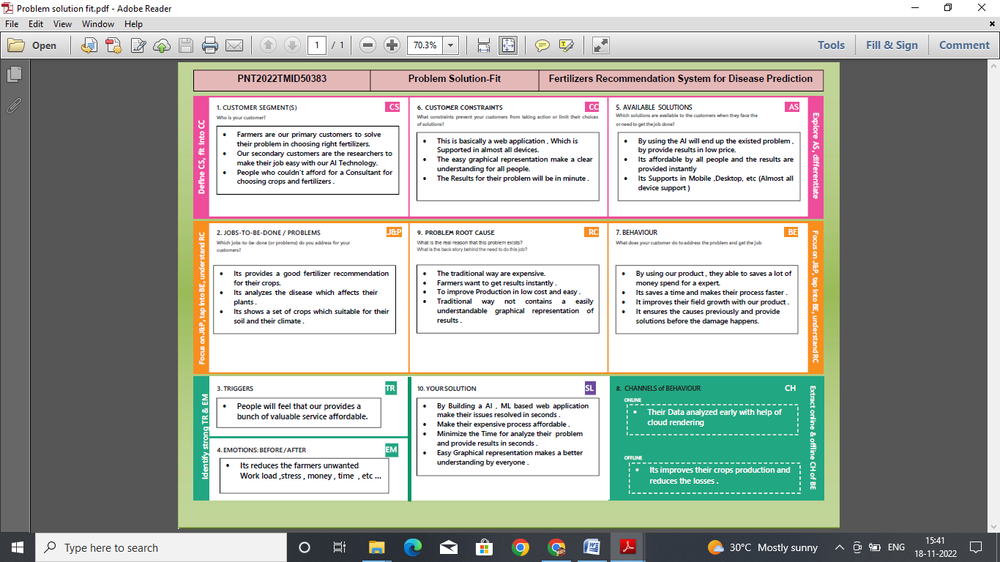 Problem solution fit.pdf - Adobe Reader
File Edit View Window Help
Open
1 / 1
70.3%
Tools
Fill & Sign
Comment
PNT2022TMID50383
Problem Solution-Fit
Fertilizers Recommendation System for Disease Prediction
Define CS, fit into CC
1. CUSTOMER SEGMENT(S)
CS
Who is your customer?
• Farmers are our primary customers to solve
their problem in choosing right fertilizers.
• Our secondary customers are the researchers to
make their job easy with our AI Technology.
• People who couldn't afford for a Consultant for
choosing crops and fertilizers .
6. CUSTOMER CONSTRAINTS
CC
What constraints prevent your customers from taking action or limit their choices
of solutions?
• This is basically a web application , Which is
Supported in almost all devices.
• The easy graphical representation make a clear
understanding for all people.
• The Results for their problem will be in minute .
5. AVAILABLE SOLUTIONS
AS
Which solutions are available to the customers when they face the
or need to get the job done?
• By using the AI will end up the existed problem ,
by provide results in low price.
• Its affordable by all people and the results are
provided instantly
• Its Supports in Mobile ,Desktop, etc (Almost all
device support )
Explore AS, differentiate
Focus on J&P, tap into BE, understand RC
2. JOBS-TO-BE-DONE / PROBLEMS
J&P
Which jobs-to-be-done (or problems) do you address for your
customers?
• Its provides a good fertilizer recommendation
for their crops.
• Its analyzes the disease which affects their
plants .
• Its shows a set of crops which suitable for their
soil and their climate .
9. PROBLEM ROOT CAUSE
RC
What is the real reason that this problem exists?
What is the back story behind the need to do this job?
• The traditional way are expensive.
• Farmers want to get results instantly .
• To improve Production in low cost and easy .
• Traditional way not contains a easily
understandable graphical representation of
results .
7. BEHAVIOUR
BE
What does your customer do to address the problem and get the job
• By using our product , they able to saves a lot of
money spend for a expert.
• Its saves a time and makes their process faster .
• It improves their field growth with our product .
• It ensures the causes previously and provide
solutions before the damage happens.
Focus on J&P, tap into BE, understand RC
Identify strong TR & EM
3. TRIGGERS
TR
• People will feel that our provides a
bunch of valuable service affordable.
4. EMOTIONS: BEFORE / AFTER
EM
• Its reduces the farmers unwanted
Work load ,stress , money , time , etc ...
10. YOUR SOLUTION
SL
• By Building a AI , ML based web application
make their issues resolved in seconds .
• Make their expensive process affordable .
• Minimize the Time for analyze their problem
and provide results in seconds .
• Easy Graphical representation makes a better
understanding by everyone .
8. CHANNELS of BEHAVIOUR
CH
ONLINE
• Their Data analyzed early with help of
cloud rendering
OFFLINE
• Its improves their crops production and
reduces the losses .
Extract online & offline CH of BE
Type here to search
30°C Mostly sunny
ENG
15:41
18-11-2022